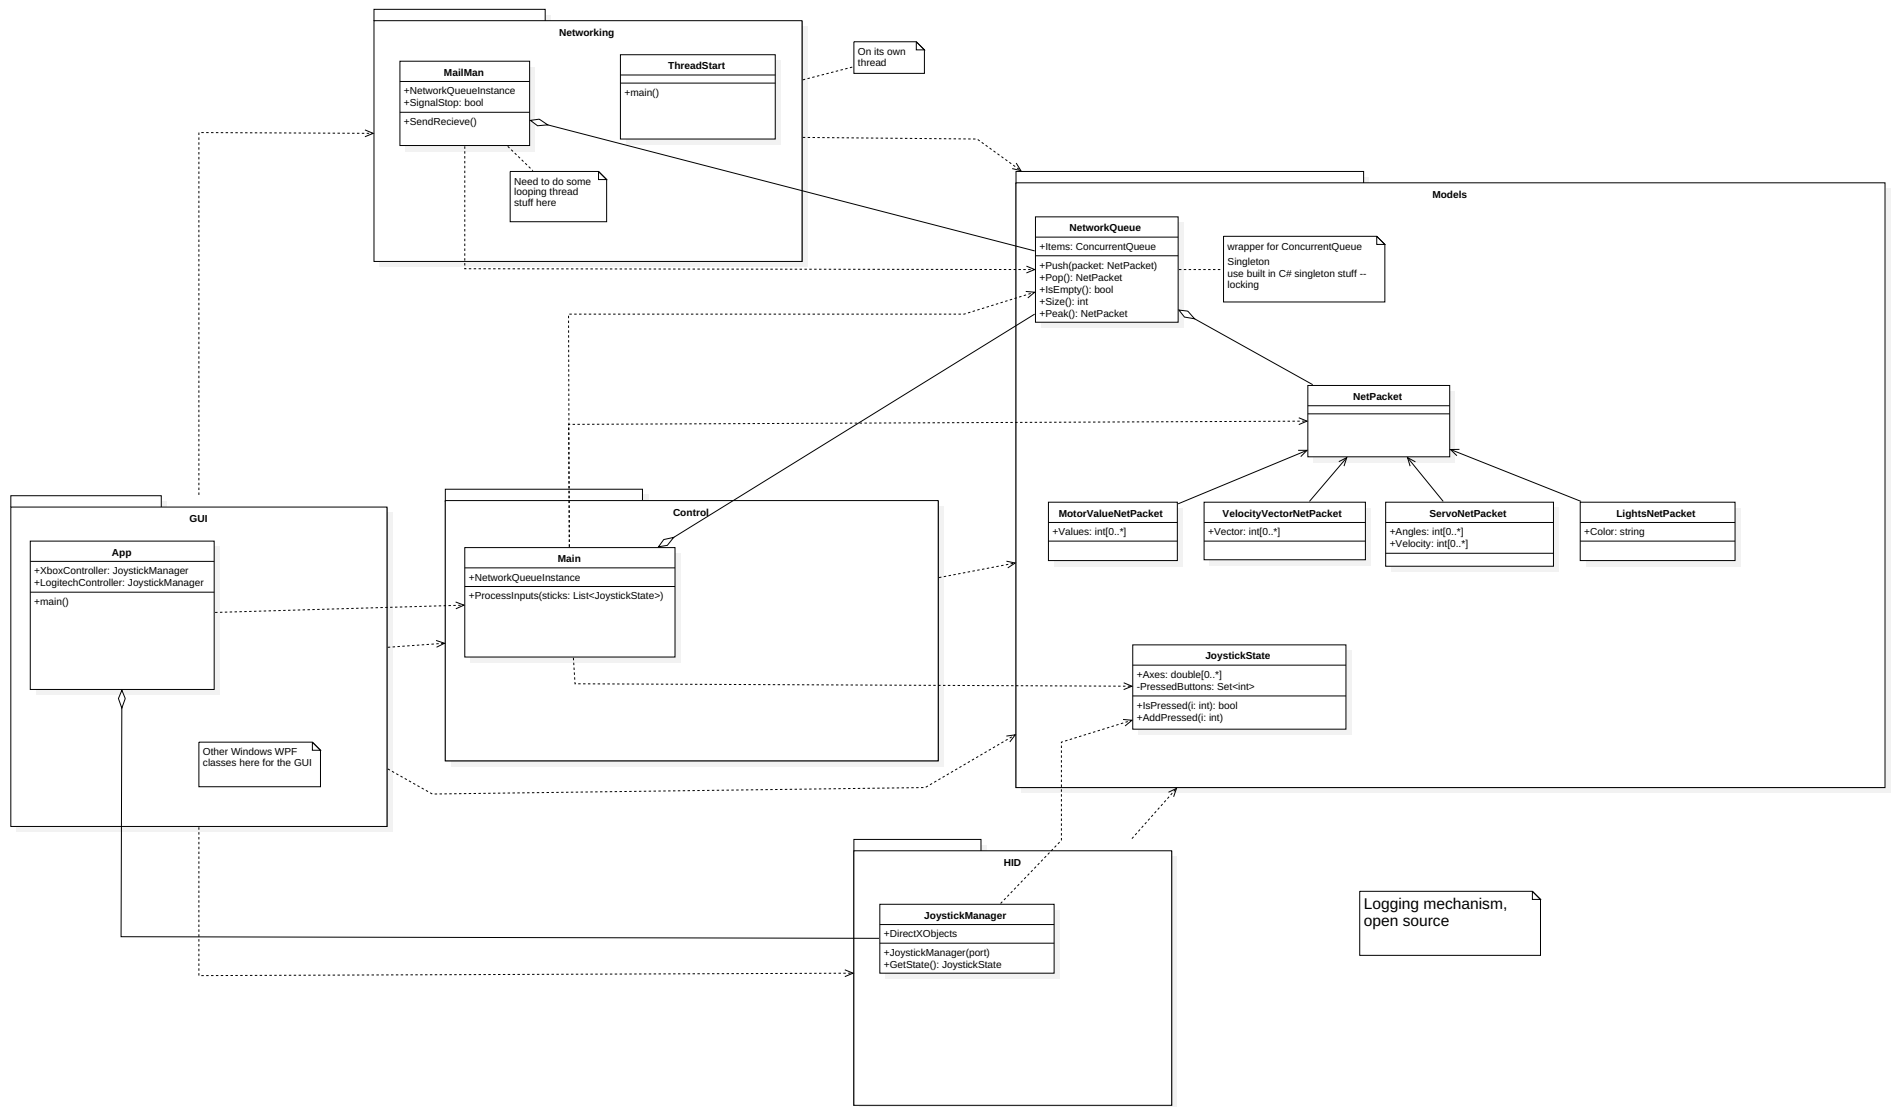 Networking
MailMan
+NetworkQueueInstance
+SignalStop: bool
+SendRecieve()
ThreadStart
+main()
On its own
thread
Need to do some
looping thread
stuff here
Models
NetworkQueue
+Items: ConcurrentQueue
+Push(packet: NetPacket)
+Pop(): NetPacket
+IsEmpty(): bool
+Size(): int
+Peak(): NetPacket
wrapper for ConcurrentQueue
Singleton
use built in C# singleton stuff --
locking
NetPacket
MotorValueNetPacket
+Values: int[0..*]
VelocityVectorNetPacket
+Vector: int[0..*]
ServoNetPacket
+Angles: int[0..*]
+Velocity: int[0..*]
LightsNetPacket
+Color: string
GUI
App
+XboxController: JoystickManager
+LogitechController: JoystickManager
+main()
Other Windows WPF
classes here for the GUI
Control
Main
+NetworkQueueInstance
+ProcessInputs(sticks: List<JoystickState>)
JoystickState
+Axes: double[0..*]
-PressedButtons: Set<int>
+IsPressed(i: int): bool
+AddPressed(i: int)
HID
JoystickManager
+DirectXObjects
+JoystickManager(port)
+GetState(): JoystickState
Logging mechanism,
open source